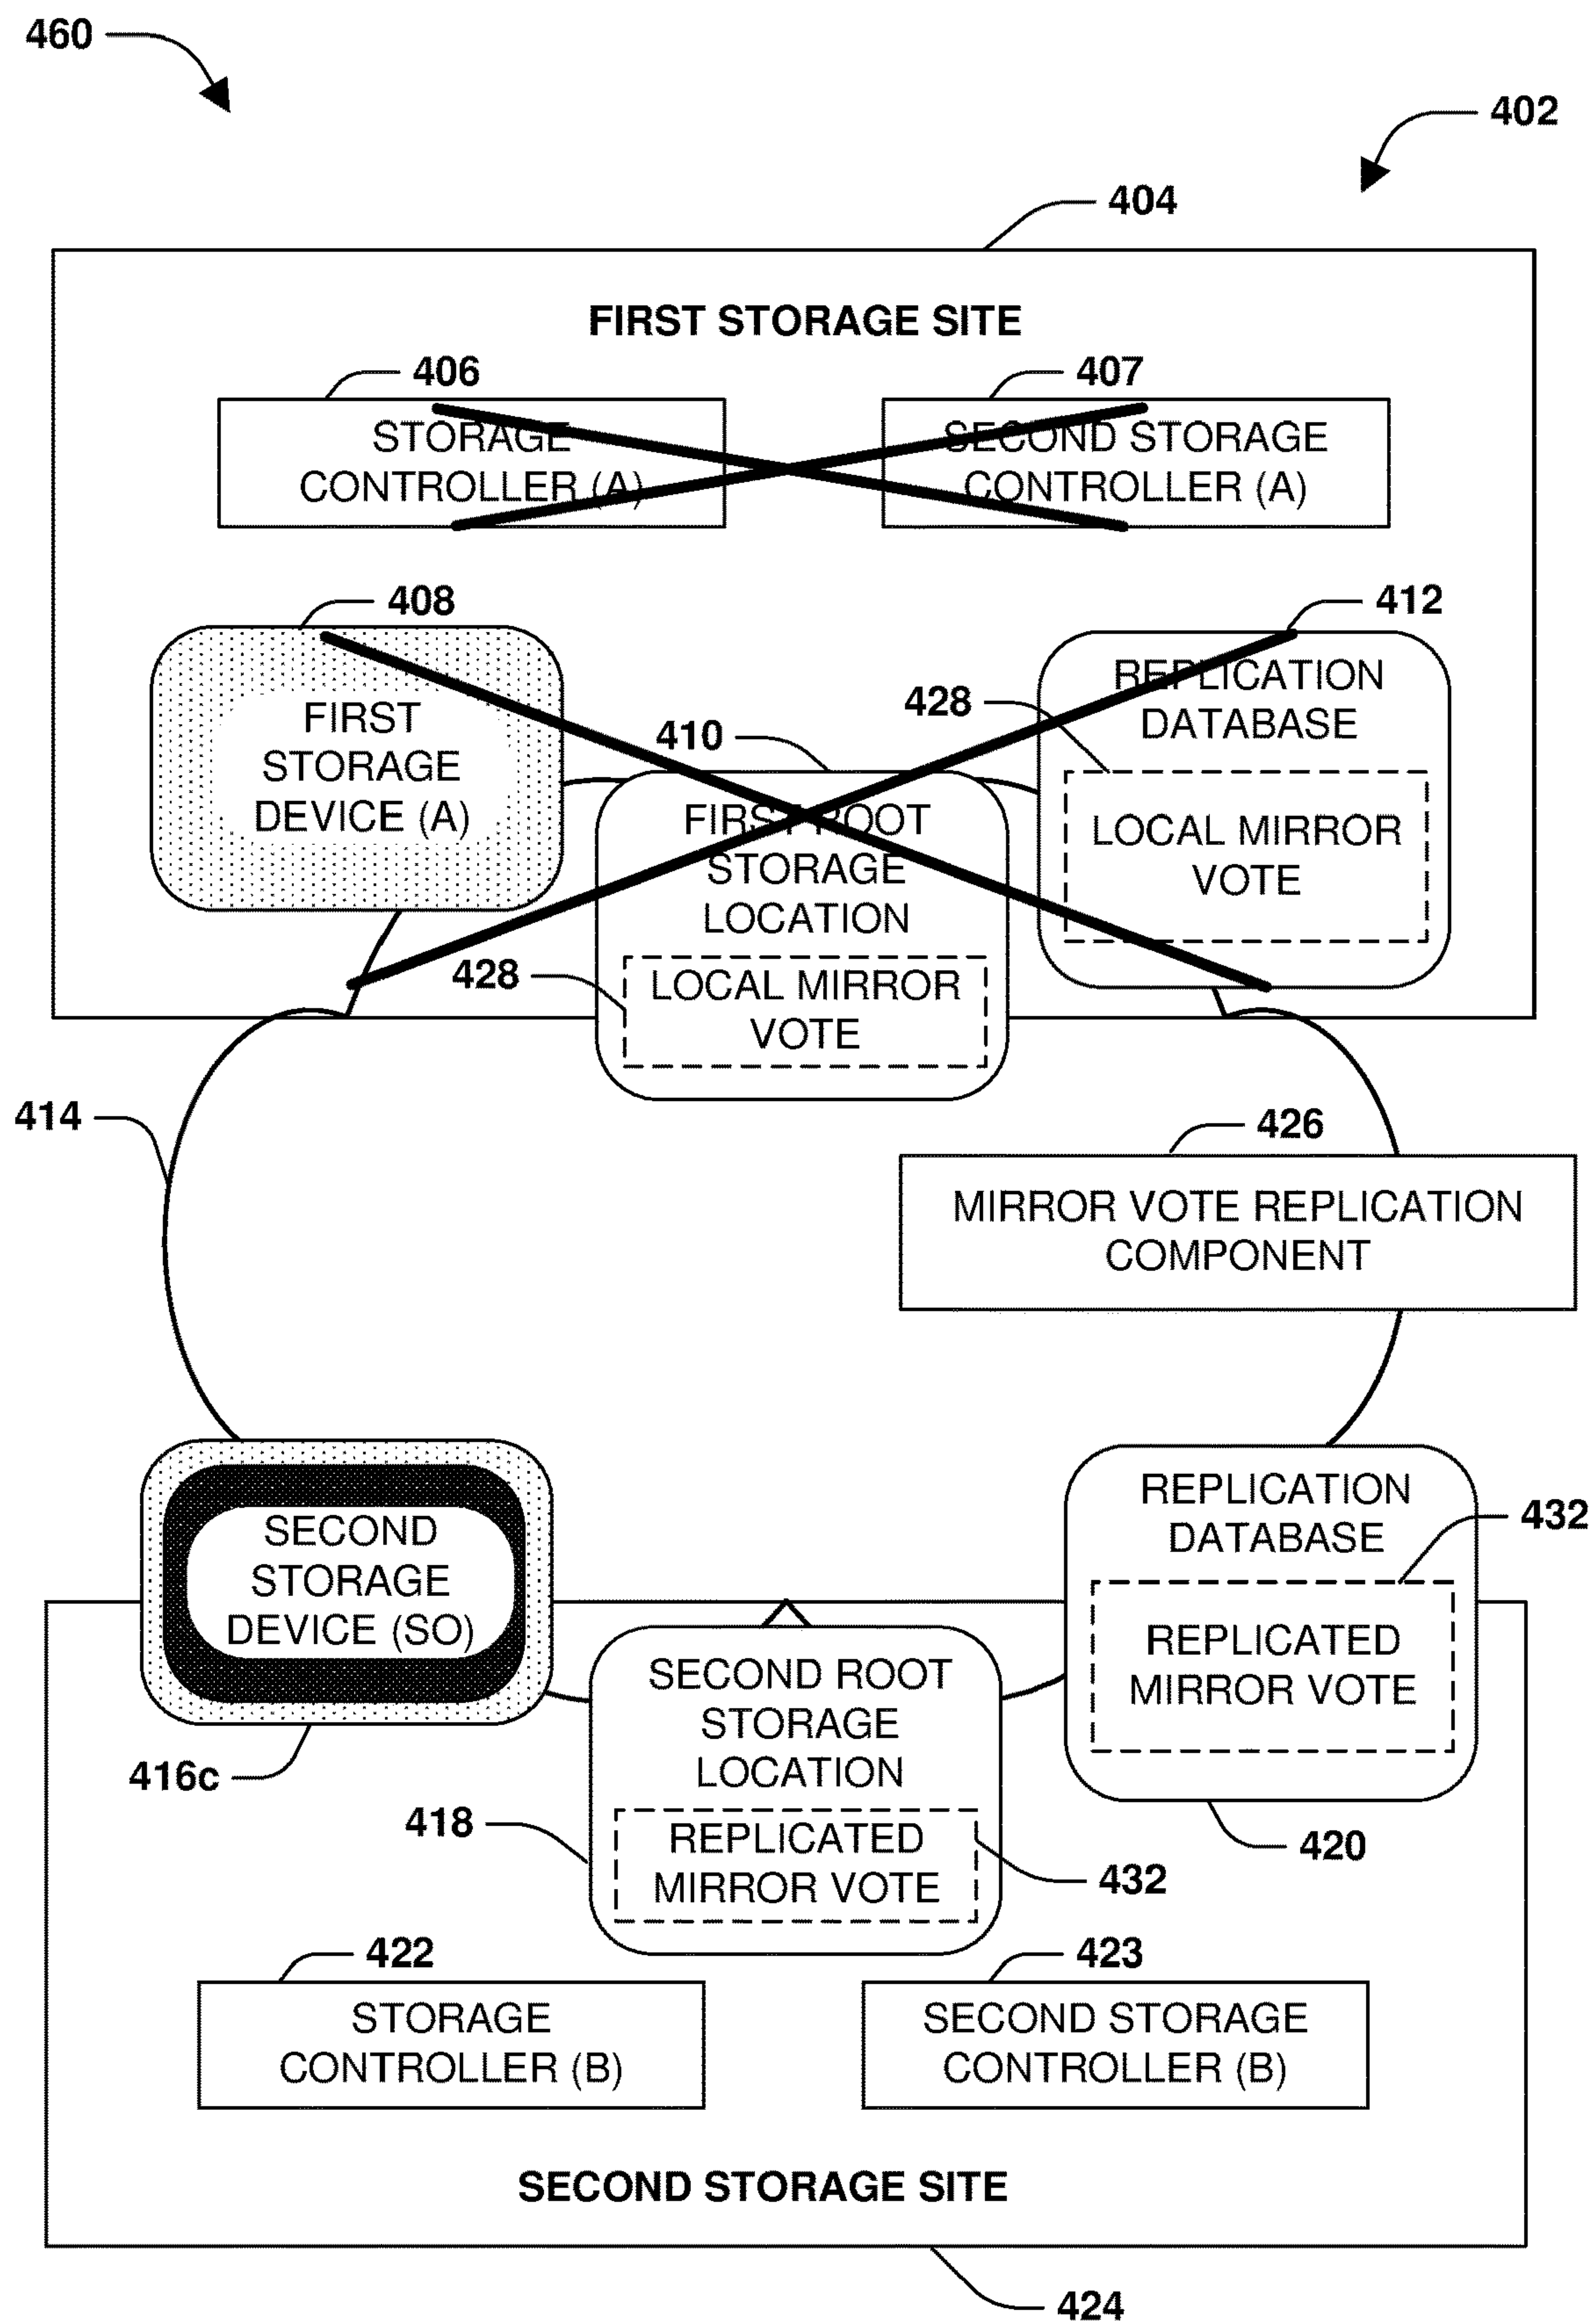 460
402
404
FIRST STORAGE SITE
406
407
STORAGE
CONTROLLER (A)
SECOND STORAGE
CONTROLLER (A)
408
412
FIRST
STORAGE
DEVICE (A)
REPLICATION
DATABASE
428
LOCAL MIRROR
VOTE
410
FIRST ROOT
STORAGE
LOCATION
428
LOCAL MIRROR
VOTE
414
426
MIRROR VOTE REPLICATION
COMPONENT
SECOND
STORAGE
DEVICE (SO)
416c
REPLICATION
DATABASE
432
REPLICATED
MIRROR VOTE
420
SECOND ROOT
STORAGE
LOCATION
418
REPLICATED
MIRROR VOTE
432
422
423
STORAGE
CONTROLLER (B)
SECOND STORAGE
CONTROLLER (B)
SECOND STORAGE SITE
424